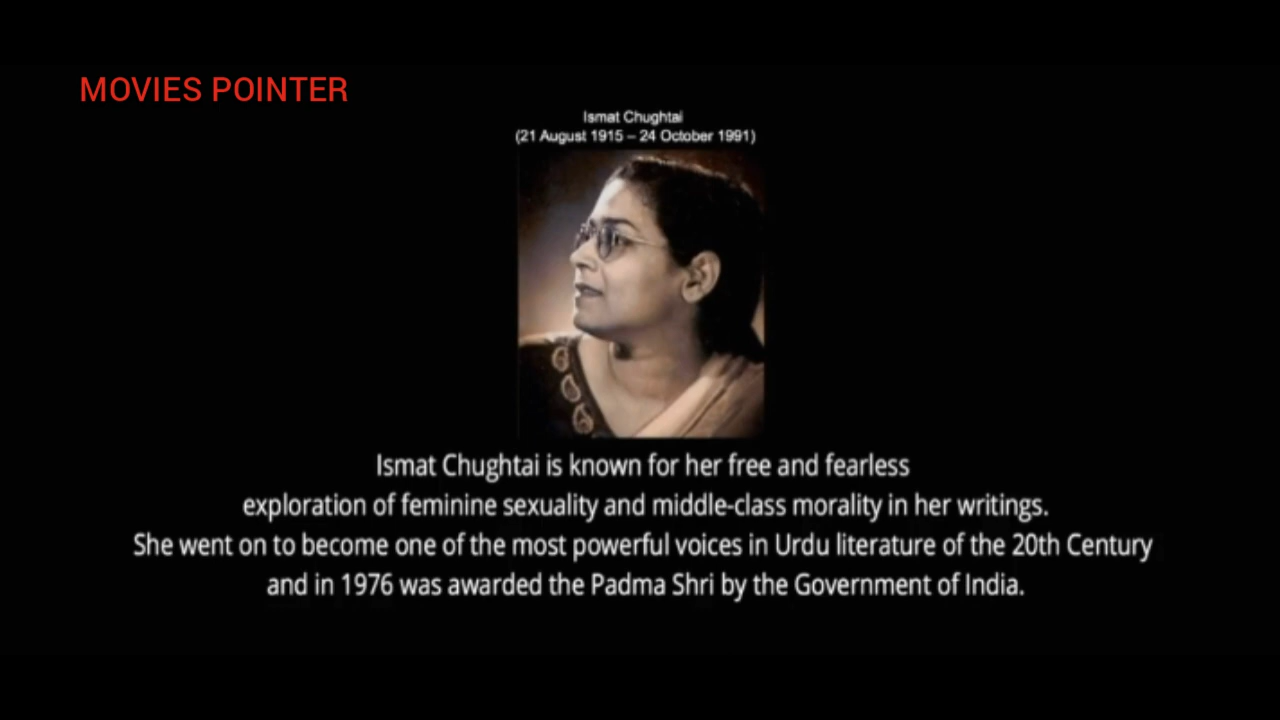 MOVIES POINTER
Ismat Chughtai
(21 August 1915 – 24 October 1991)
Ismat Chughtai is known for her free and fearless
exploration of feminine sexuality and middle-class morality in her writings.
She went on to become one of the most powerful voices in Urdu literature of the 20th Century
and in 1976 was awarded the Padma Shri by the Government of India.